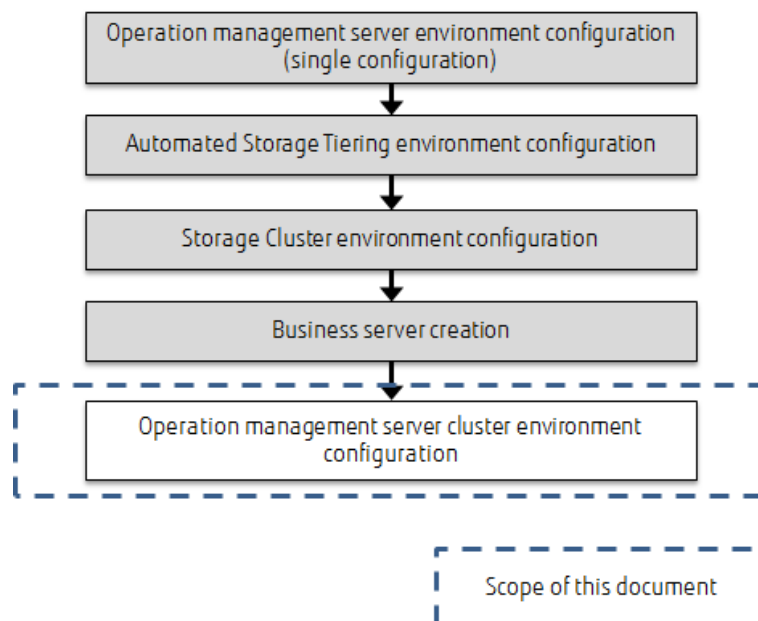 Operation management server environment configuration
(single configuration)
Automated Storage Tiering environment configuration
Storage Cluster environment configuration
Business server creation
Operation management server cluster environment
configuration
Scope of this document